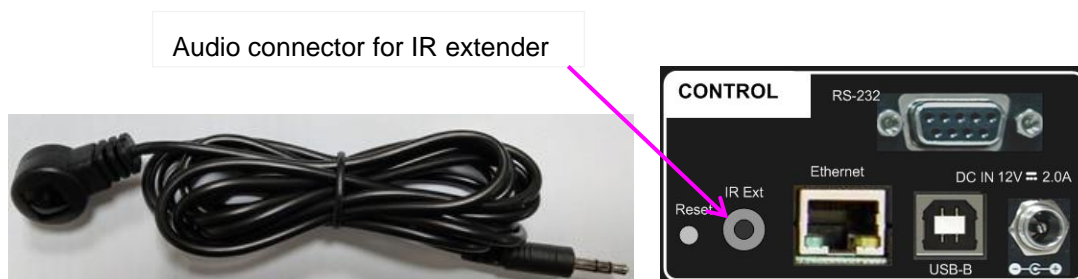 Audio connector for IR extender
CONTROL
RS-232
Ethernet
DC IN 12V ⎓ 2.0A
IR Ext
Reset
USB-B